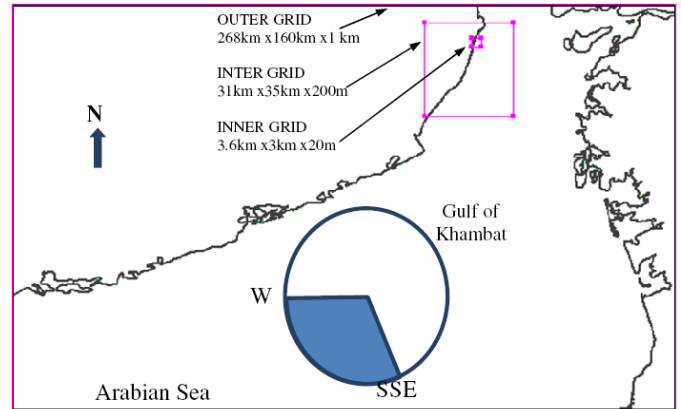 OUTER GRID
268km x160km x1 km
INTER GRID
31km x35km x200m
N
INNER GRID
3.6km x3km x20m
Gulf of
Khambat
W
SSE
Arabian Sea